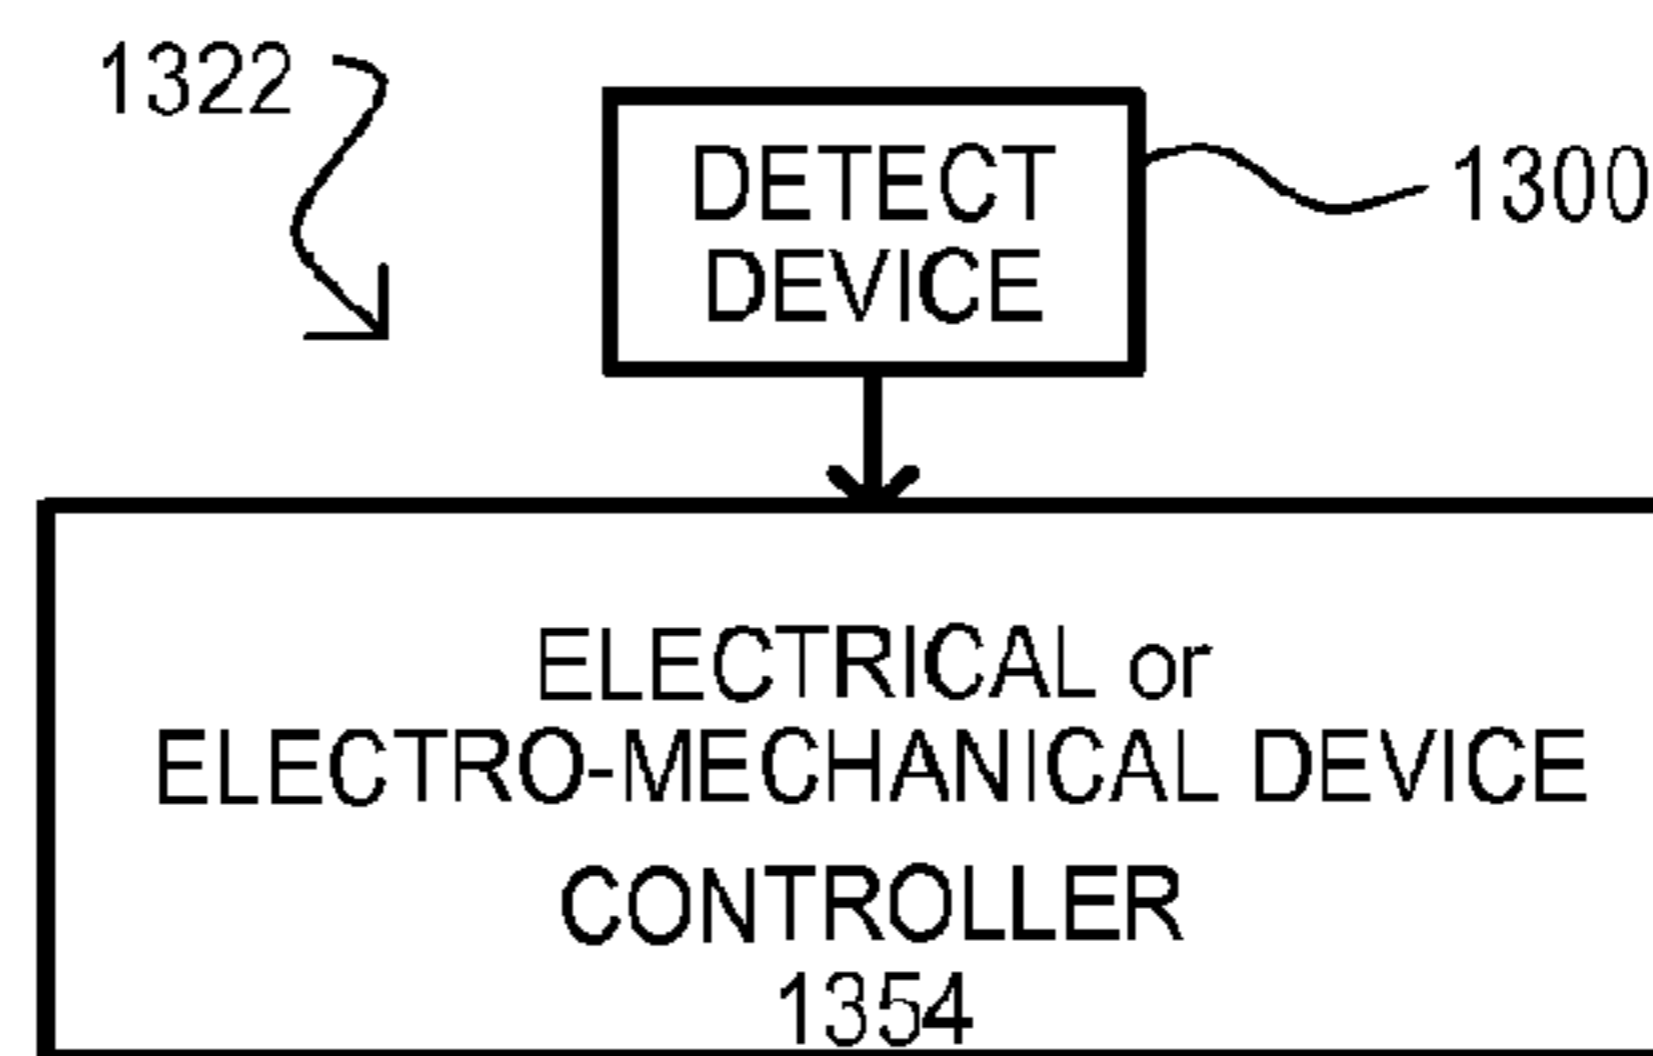 1322
DETECT
DEVICE
1300
ELECTRICAL or
ELECTRO-MECHANICAL DEVICE
CONTROLLER
1354